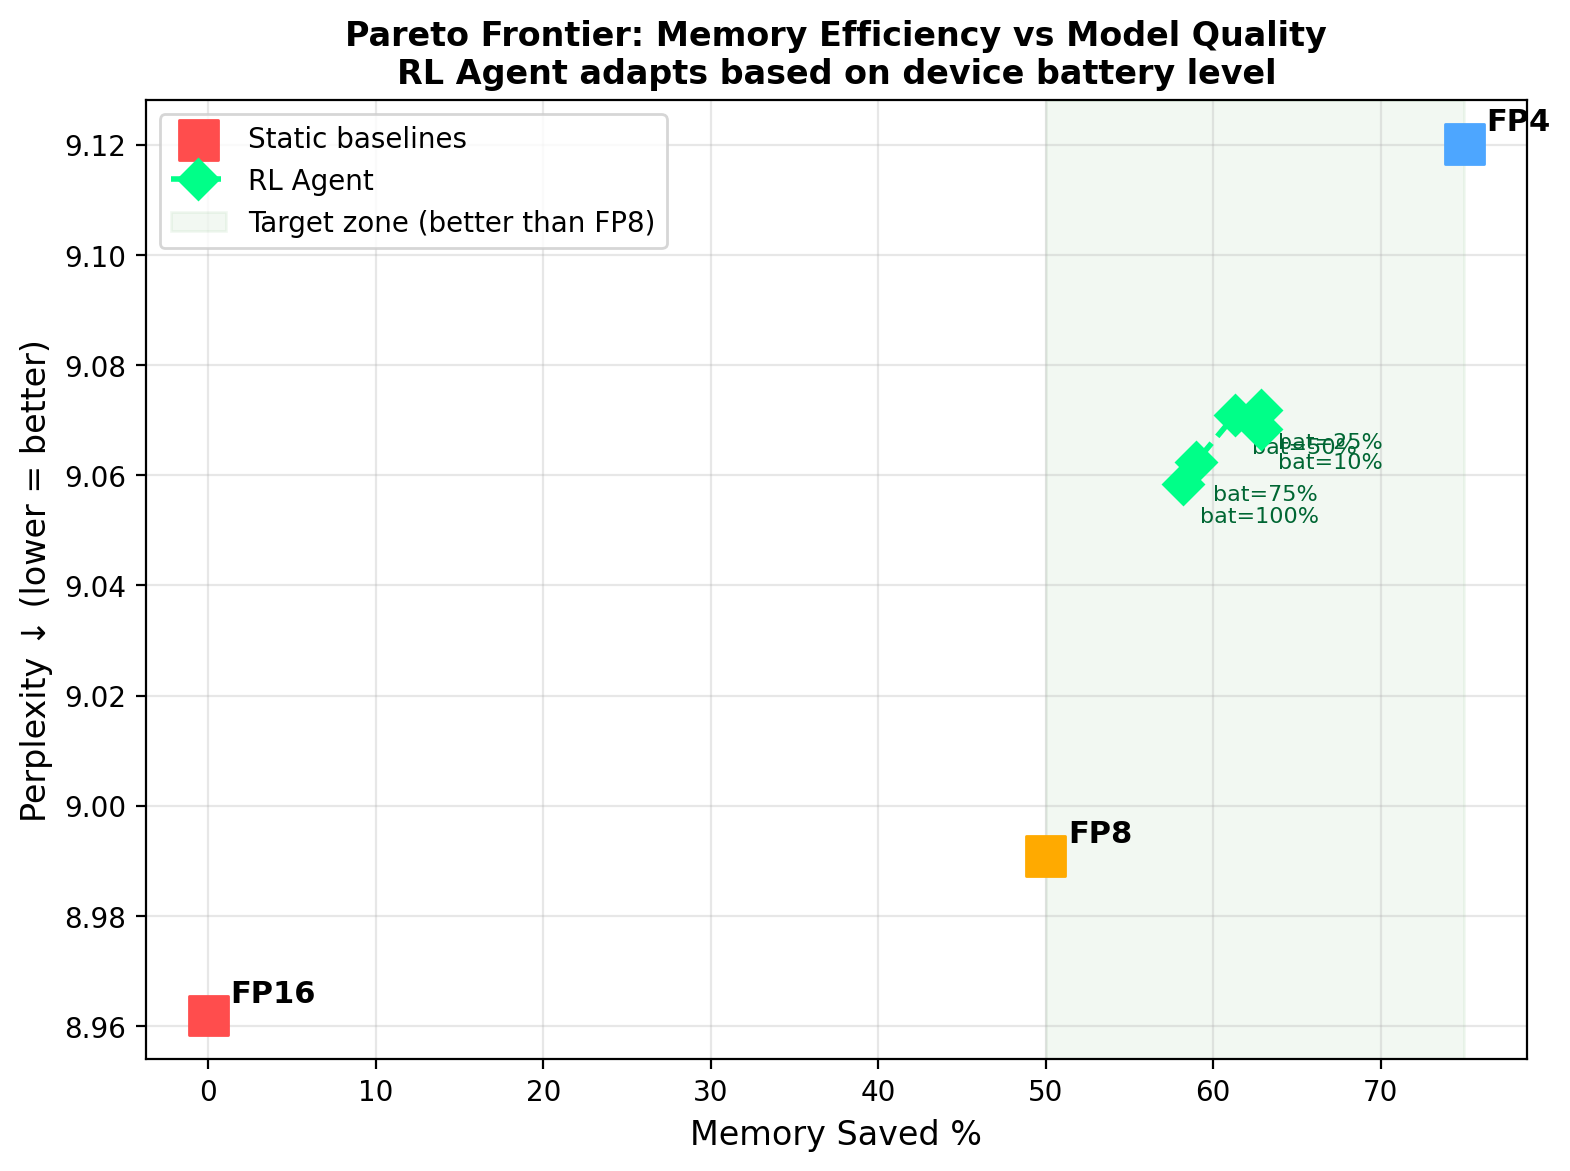 Pareto Frontier: Memory Efficiency vs Model Quality
RL Agent adapts based on device battery level
Static baselines
RL Agent
Target zone (better than FP8)
FP4
FP8
FP16
bat=25%
bat=50%
bat=10%
bat=75%
bat=100%
9.12
9.10
9.08
9.06
9.04
9.02
9.00
8.98
8.96
Perplexity ↓ (lower = better)
0 10 20 30 40 50 60 70
Memory Saved %